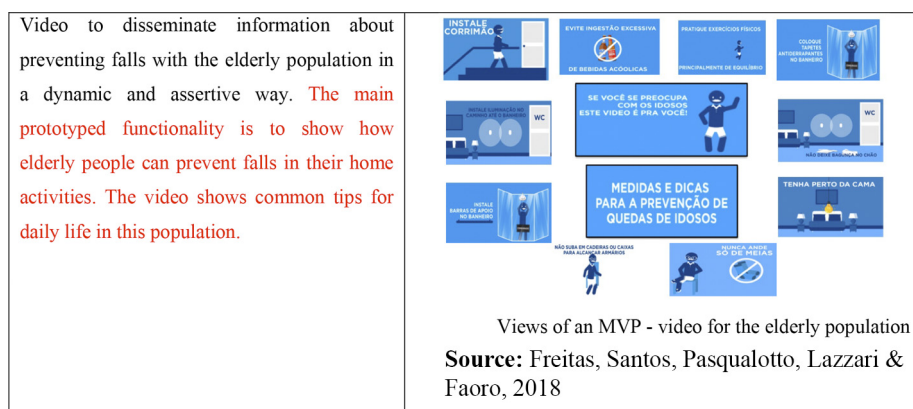 Video to disseminate information about
preventing falls with the elderly population in
a dynamic and assertive way. The main
prototyped functionality is to show how
elderly people can prevent falls in their home
activities. The video shows common tips for
daily life in this population.
INSTALE
CORRIMÃO
EVITE INGESTÃO EXCESSIVA
DE BEBIDAS ACÓOLICAS
PRATIQUE EXERCÍCIOS FÍSICOS
PRINCIPALMENTE DE EQUILÍBRIO
COLOQUE
TAPETES
ANTIDERRAPANTES
NO BANHEIRO
INSTALE ILUMINAÇÃO NO
CAMINHO ATÉ O BANHEIRO
WC
SE VOCÊ SE PREOCUPA
COM OS IDOSOS
ESTE VIDEO É PRA VOCÊ!
WC
NÃO DEIXE BAGUNÇA NO CHÃO
INSTALE
BARRAS DE APOIO
NO BANHEIRO
MEDIDAS E DICAS
PARA A PREVENÇÃO DE
QUEDAS DE IDOSOS
TENHA PERTO DA CAMA
NÃO SUBA EM CADEIRAS OU CAIXAS
PARA ALCANÇAR ARMÁRIOS
NUNCA ANDE
SÓ DE MEIAS
Views of an MVP - video for the elderly population
Source: Freitas, Santos, Pasqualotto, Lazzari &
Faoro, 2018